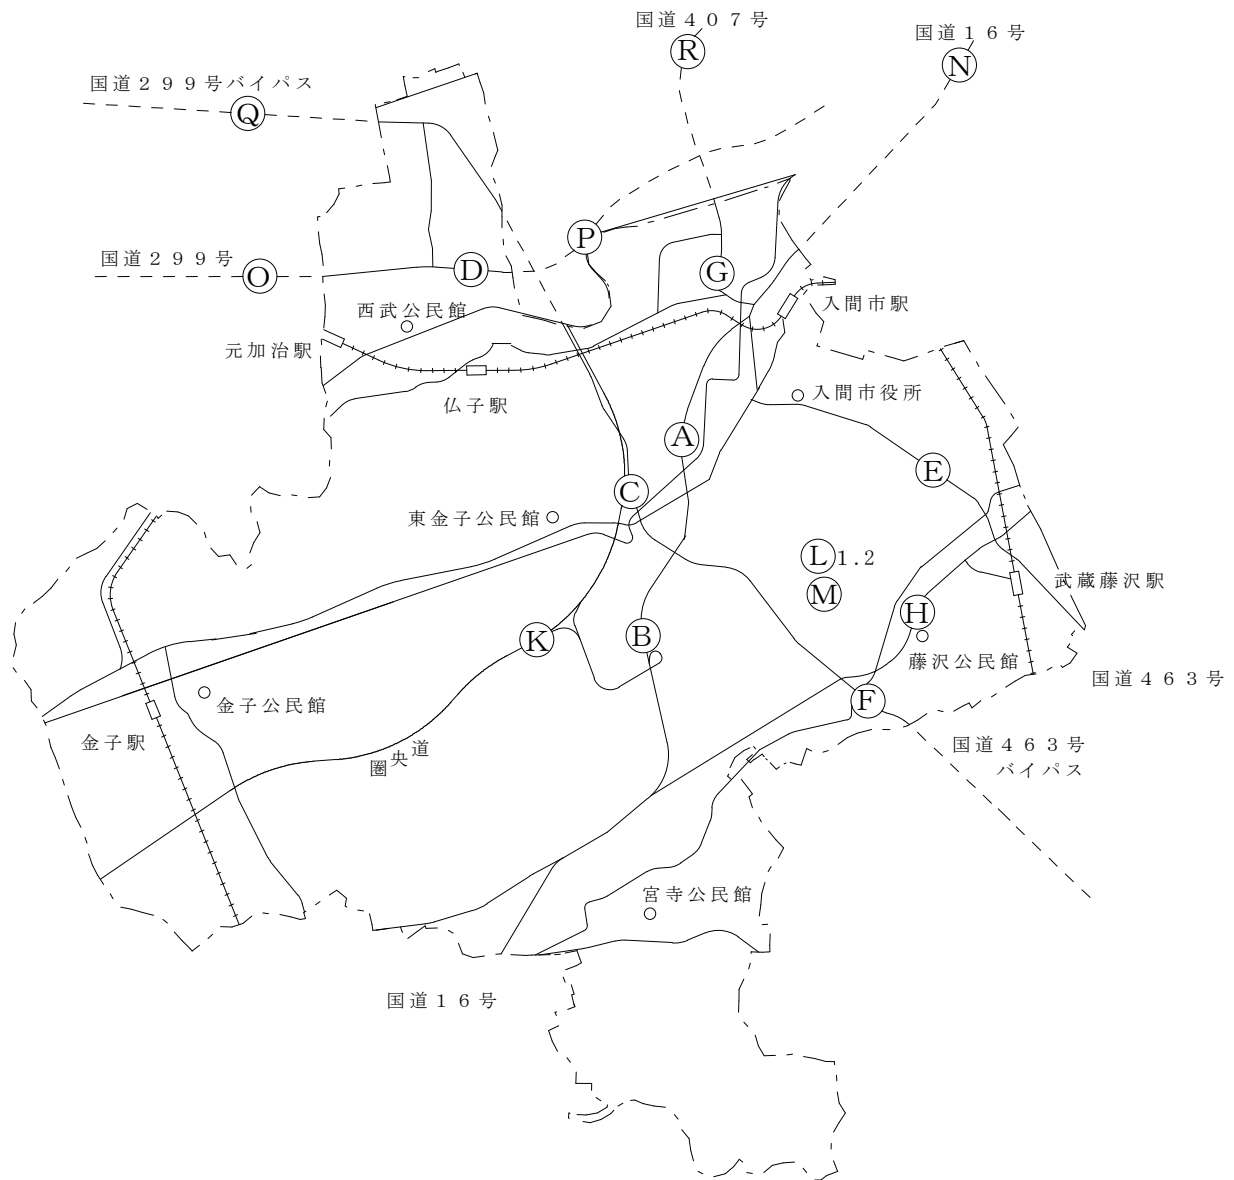 国道４０７号
国道１６号
R
N
国道２９９号バイパス
Q
国道２９９号
O
P
D
G
西武公民館
入間市駅
元加治駅
仏子駅
入間市役所
A
E
C
東金子公民館
L 1.2
M
武蔵藤沢駅
H
K
B
藤沢公民館
国道４６３号
金子公民館
F
金子駅
圏央道
国道４６３号
バイパス
宮寺公民館
国道１６号